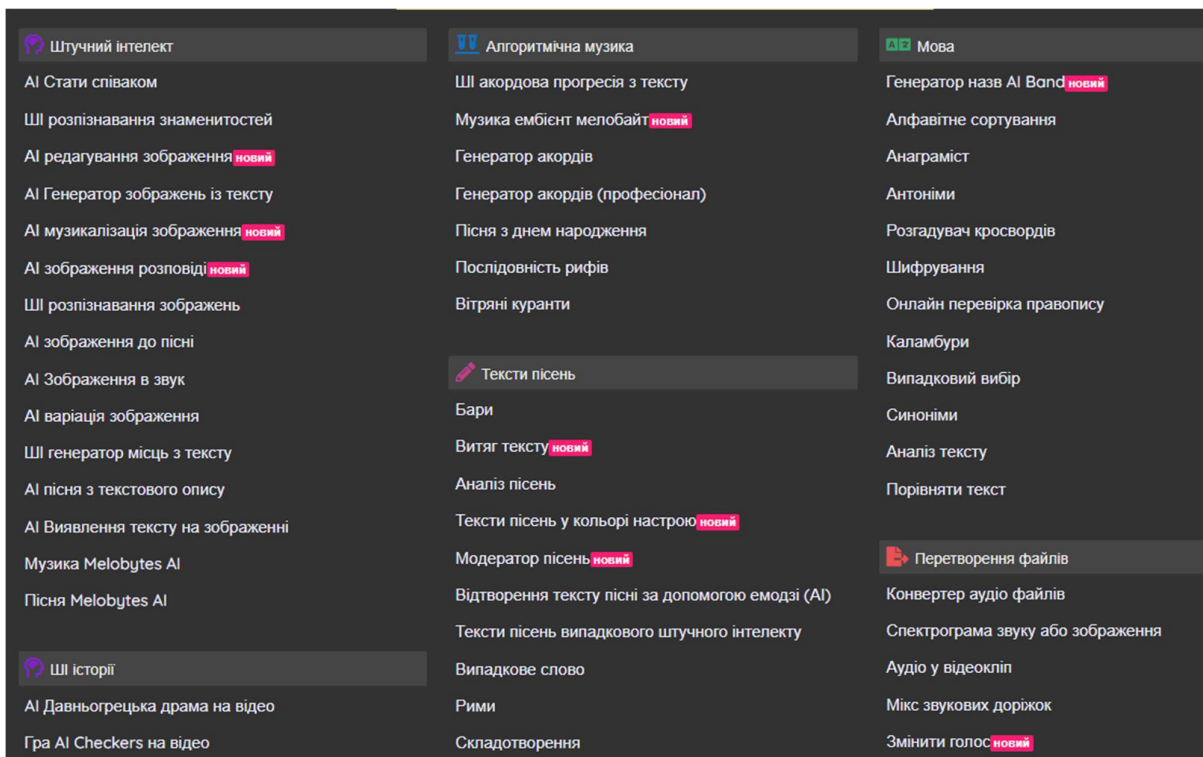 Штучний інтелект
AI Стати співаком
ШІ розпізнавання знаменитостей
AI редагування зображення новий
AI Генератор зображень із тексту
AI музикалізація зображення новий
AI зображення розповіді новий
ШІ розпізнавання зображень
AI зображення до пісні
AI Зображення в звук
AI варіація зображення
ШІ генератор місць з тексту
AI пісня з текстового опису
AI Виявлення тексту на зображенні
Музика Melobytes AI
Пісня Melobytes AI
ШІ історії
AI Давньогрецька драма на відео
Гра AI Checkers на відео
Алгоритмічна музика
ШІ акордова прогресія з тексту
Музика ембієнт мелобайт новий
Генератор акордів
Генератор акордів (професіонал)
Пісня з днем народження
Послідовність рифів
Вітряні куранти
Тексти пісень
Бари
Витяг тексту новий
Аналіз пісень
Тексти пісень у кольорі настрою новий
Модератор пісень новий
Відтворення тексту пісні за допомогою емодзі (AI)
Тексти пісень випадкового штучного інтелекту
Випадкове слово
Рими
Складотворення
Мова
Генератор назв AI Band новий
Алфавітне сортування
Анаграміст
Антоніми
Розгадувач кросвордів
Шифрування
Онлайн перевірка правопису
Каламбури
Випадковий вибір
Синоніми
Аналіз тексту
Порівняти текст
Перетворення файлів
Конвертер аудіо файлів
Спектрограма звуку або зображення
Аудіо у відеокліп
Мікс звукових доріжок
Змінити голос новий